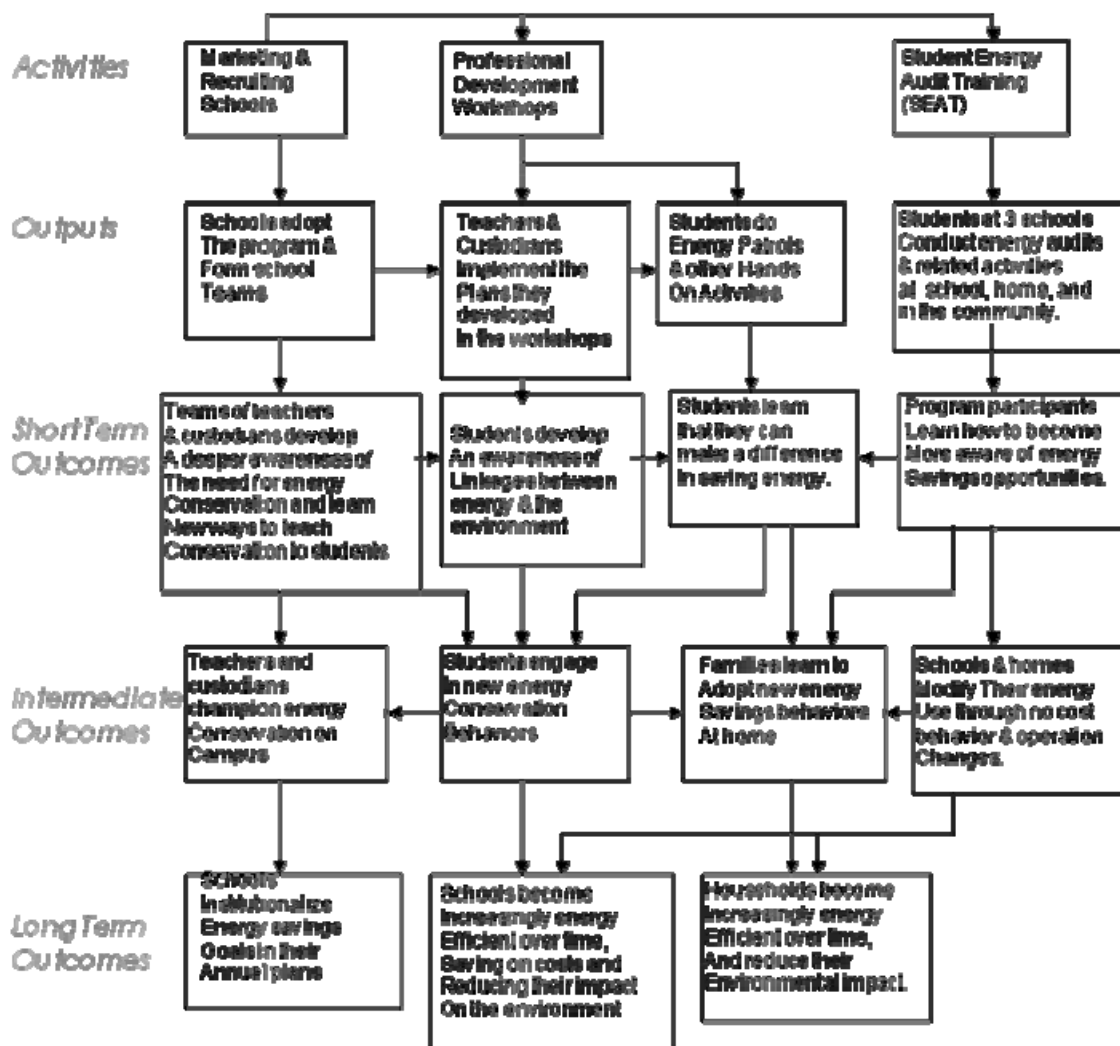 Activities
Marketing &
Recruiting
Schools
Professional
Development
Workshops
Student Energy
Audit Training
(SEAT)
Outputs
Schools adopt
The program &
Form school
Teams
Teachers &
Custodians
Implement the
Plans they
developed
In the workshops
Students do
Energy Patrols
& other Hands
On Activities
Students at 3 schools
Conduct energy audits
& related activities
at school, home, and
in the community.
Short Term
Outcomes
Teams of teachers
& custodians develop
A deeper awareness of
The need for energy
Conservation and learn
New ways to teach
Conservation to students
Students develop
An awareness of
Linkages between
energy & the
environment
Students learn
that they can
make a difference
In saving energy.
Program participants
Learn how to become
More aware of energy
Savings opportunities.
Intermediate
Outcomes
Teachers and
custodians
champion energy
Conservation on
Campus
Students engage
In new energy
Conservation
Behaviors
Families learn to
Adopt new energy
Savings behaviors
At home
Schools & homes
Modify Their energy
Use through no cost
behavior & operation
Changes.
Long Term
Outcomes
Schools
Institutionalize
Energy savings
Goals in their
Annual plans
Schools become
Increasingly energy
Efficient over time,
Saving on costs and
Reducing their impact
On the environment
Households become
Increasingly energy
Efficient over time,
And reduce their
Environmental impact.